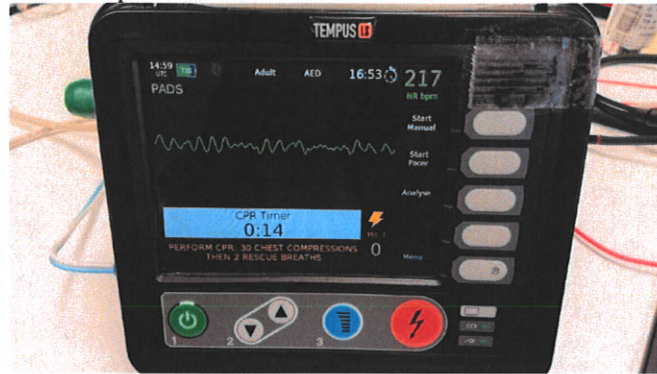 TEMPUS LS
14:59 Adult AED 16:53 217
UTC HR bpm
PADS
Start
Manual
Start
Pacer
Analyse
CPR Timer
0:14
PERFORM CPR: 30 CHEST COMPRESSIONS
THEN 2 RESCUE BREATHS
0
Menu
1 2 3